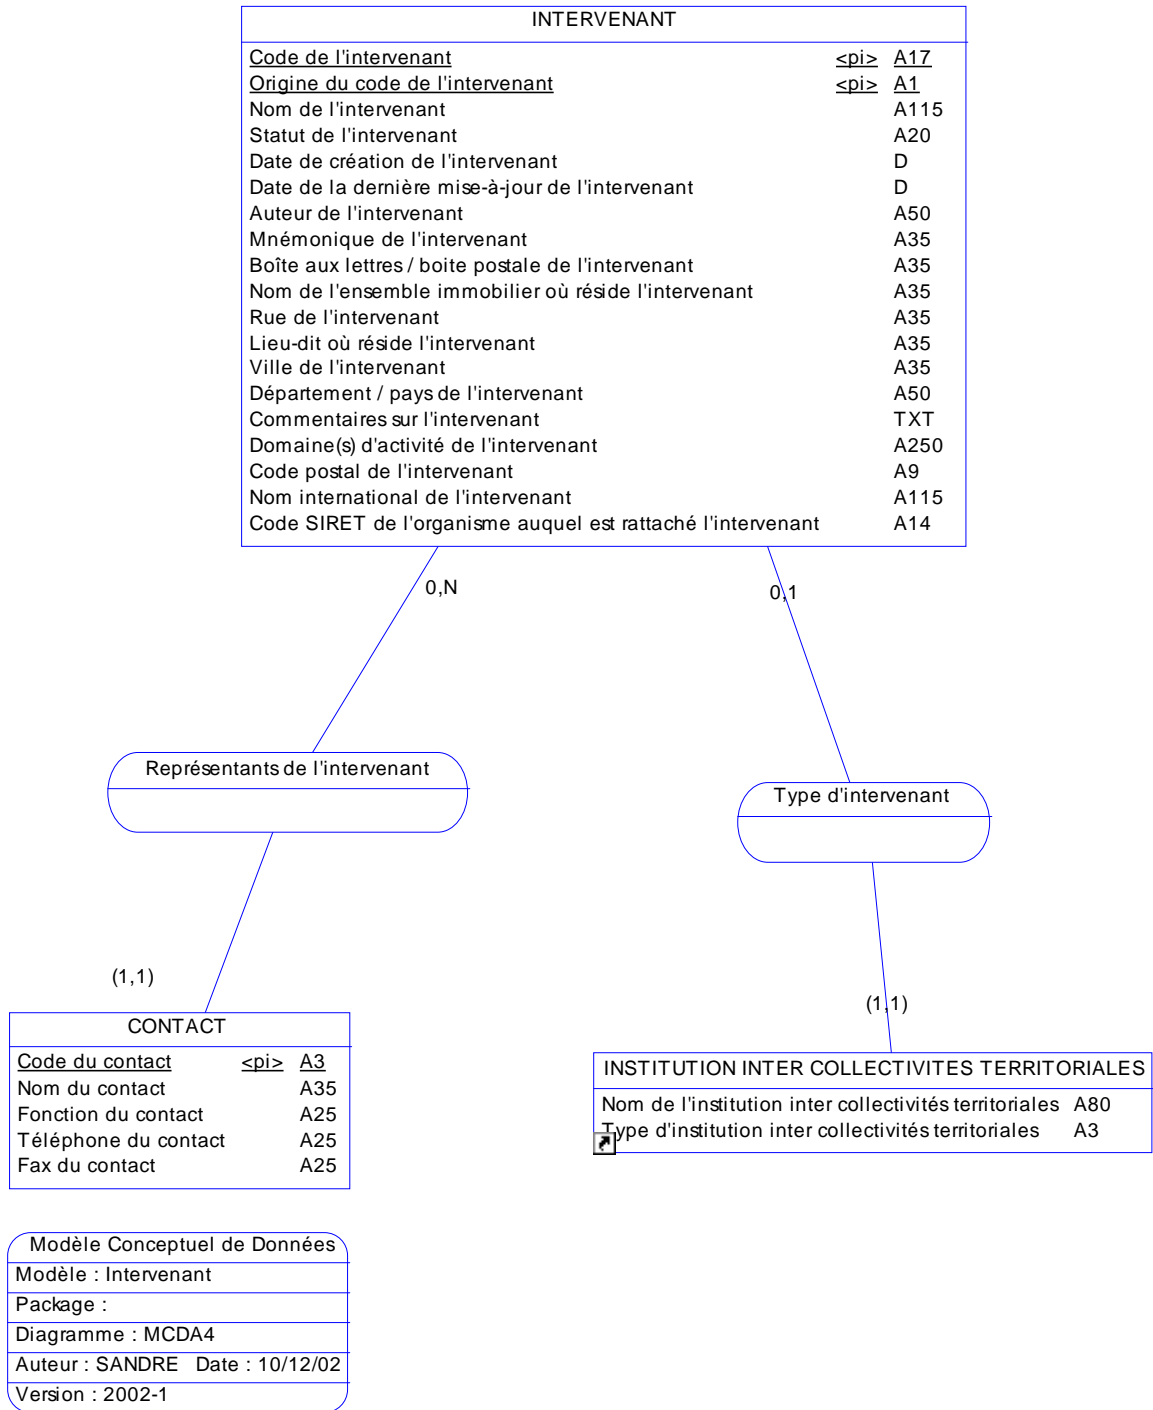 INTERVENANT
Code de l'intervenant <pi> A17
Origine du code de l'intervenant <pi> A1
Nom de l'intervenant A115
Statut de l'intervenant A20
Date de création de l'intervenant D
Date de la dernière mise-à-jour de l'intervenant D
Auteur de l'intervenant A50
Mnémonique de l'intervenant A35
Boîte aux lettres / boite postale de l'intervenant A35
Nom de l'ensemble immobilier où réside l'intervenant A35
Rue de l'intervenant A35
Lieu-dit où réside l'intervenant A35
Ville de l'intervenant A35
Département / pays de l'intervenant A50
Commentaires sur l'intervenant TXT
Domaine(s) d'activité de l'intervenant A250
Code postal de l'intervenant A9
Nom international de l'intervenant A115
Code SIRET de l'organisme auquel est rattaché l'intervenant A14
0,N
0,1
Représentants de l'intervenant
Type d'intervenant
(1,1)
(1,1)
CONTACT
Code du contact <pi> A3
Nom du contact A35
Fonction du contact A25
Téléphone du contact A25
Fax du contact A25
INSTITUTION INTER COLLECTIVITES TERRITORIALES
Nom de l'institution inter collectivités territoriales A80
Type d'institution inter collectivités territoriales A3
Modèle Conceptuel de Données
Modèle : Intervenant
Package :
Diagramme : MCDA4
Auteur : SANDRE Date : 10/12/02
Version : 2002-1